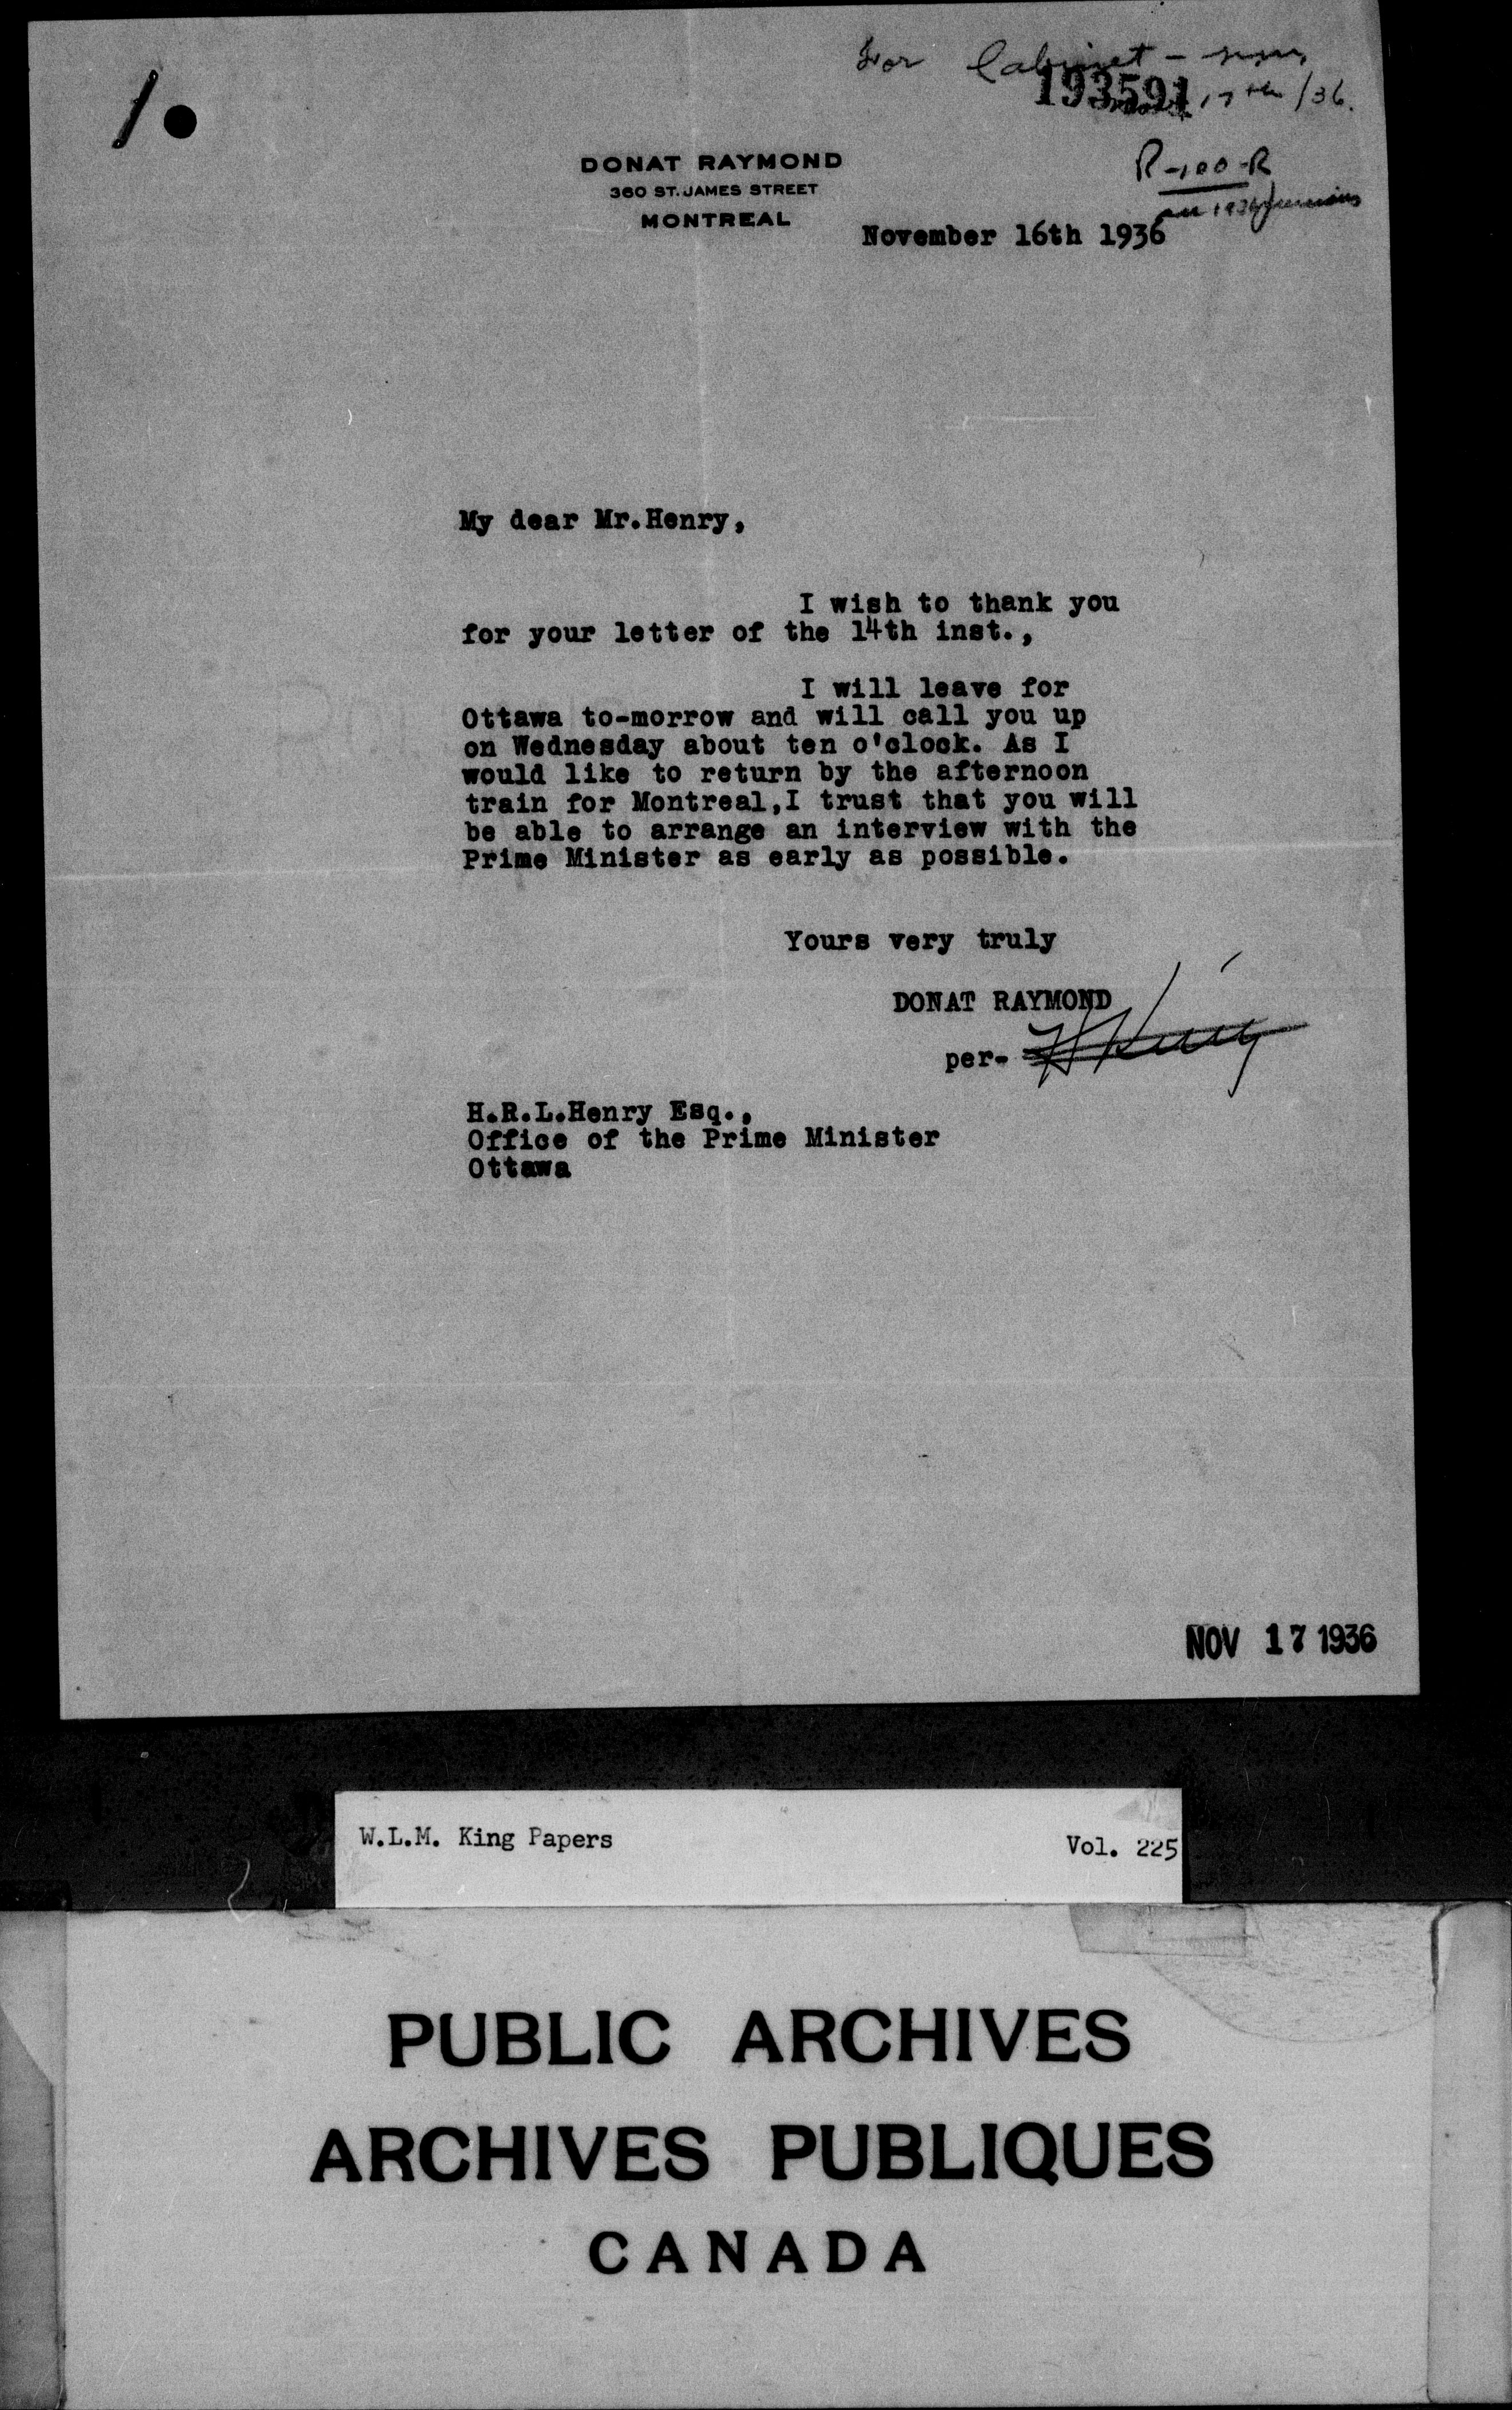 For Cabinet -
193591
17th/36.
1.
R-100-R
DONAT RAYMOND
360 ST. JAMES STREET
MONTREAL
November 16th 1936
My dear Mr.Henry,
I wish to thank you
for your letter of the 14th inst.,
I will leave for
Ottawa to-morrow and will call you up
on Wednesday about ten o'clock. As I
would like to return by the afternoon
train for Montreal,I trust that you will
be able to arrange an interview with the
Prime Minister as early as possible.
Yours very truly
DONAT RAYMOND
per-
H.R.L.Henry Esq.,
Office of the Prime Minister
Ottawa
NOV 17 1936
W.L.M. King Papers
Vol. 225
PUBLIC ARCHIVES
ARCHIVES PUBLIQUES
CANADA